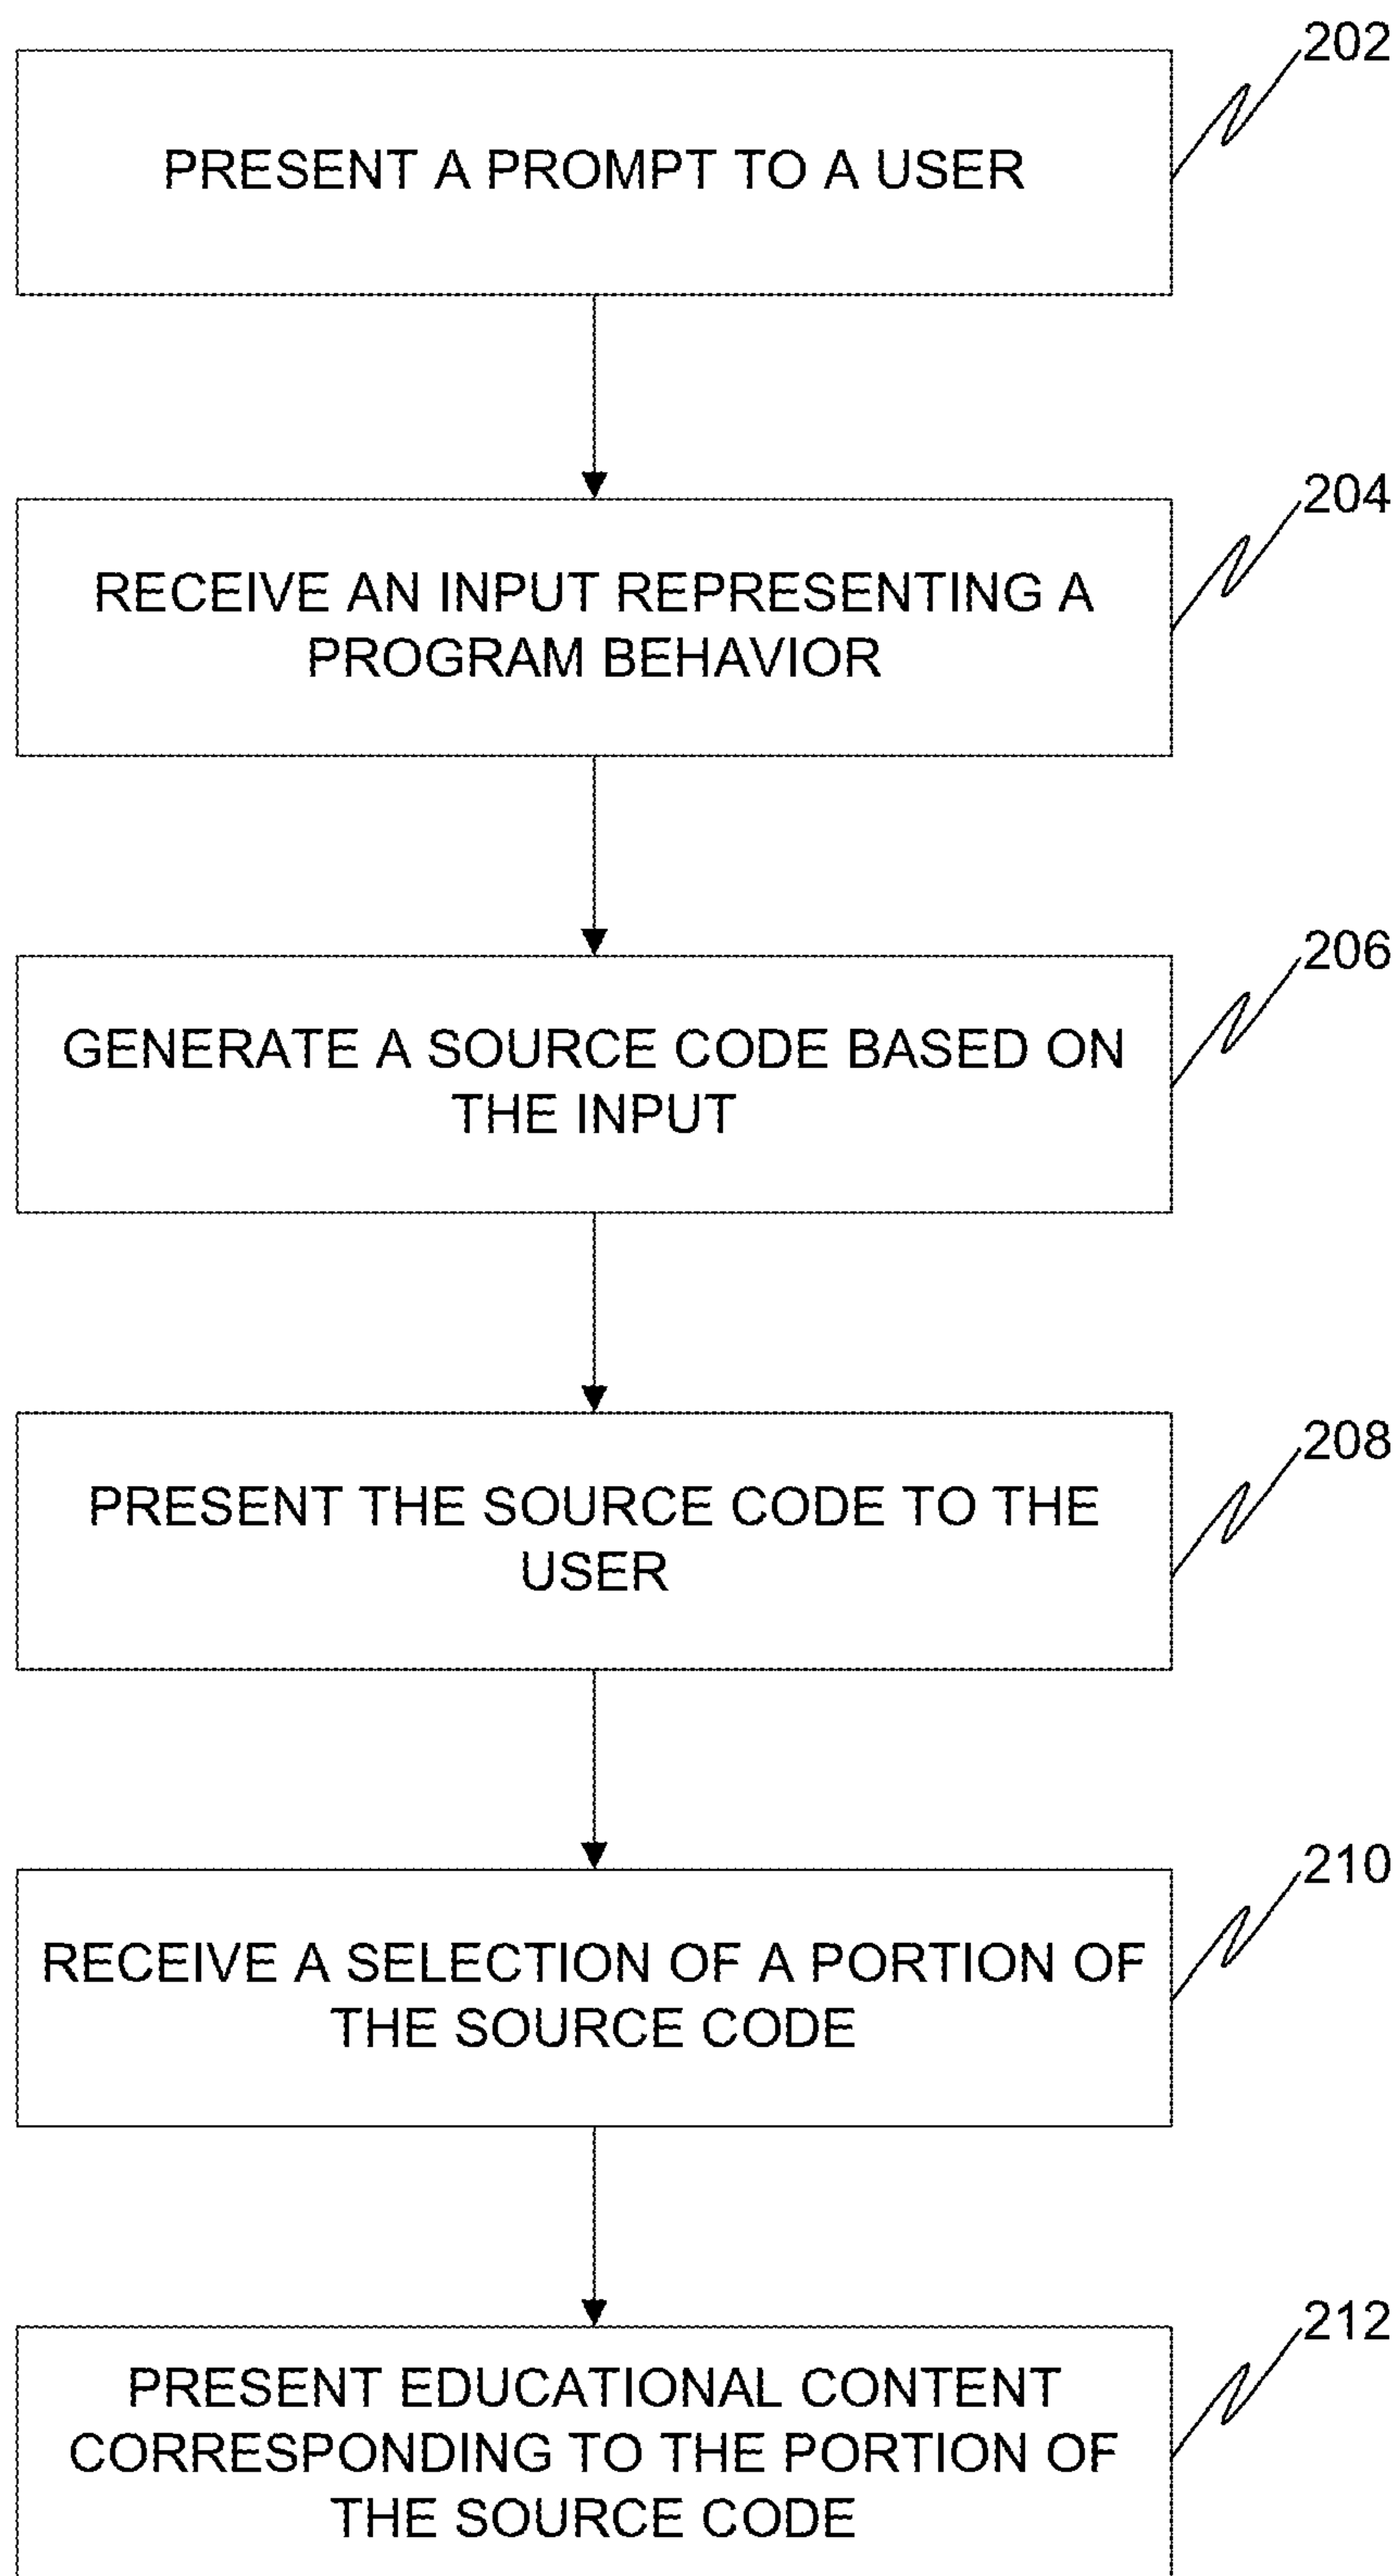 202
PRESENT A PROMPT TO A USER
204
RECEIVE AN INPUT REPRESENTING A
PROGRAM BEHAVIOR
206
GENERATE A SOURCE CODE BASED ON
THE INPUT
208
PRESENT THE SOURCE CODE TO THE
USER
210
RECEIVE A SELECTION OF A PORTION OF
THE SOURCE CODE
212
PRESENT EDUCATIONAL CONTENT
CORRESPONDING TO THE PORTION OF
THE SOURCE CODE